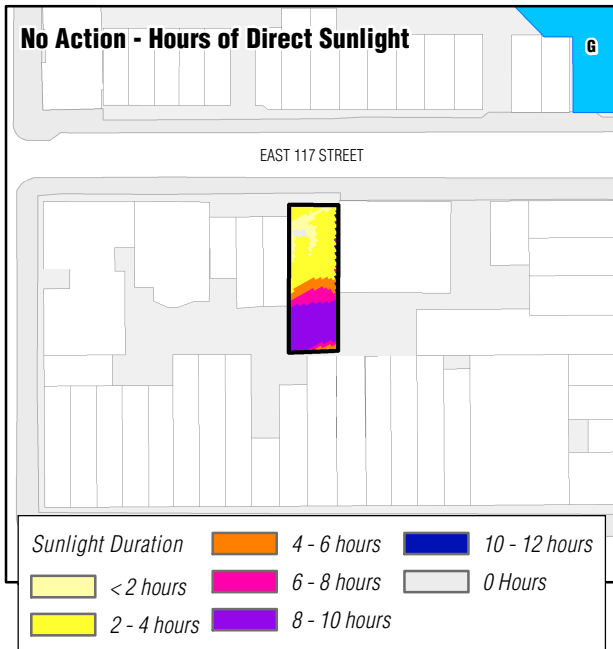 No Action - Hours of Direct Sunlight
G
EAST 117 STREET
Sunlight Duration
< 2 hours
2 - 4 hours
4 - 6 hours
6 - 8 hours
8 - 10 hours
10 - 12 hours
0 Hours